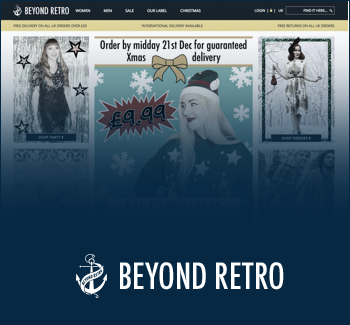 BEYOND RETRO
WOMEN MEN SALE OUR LABEL CHRISTMAS
LOGIN UK FIND IT HERE...
FREE DELIVERY ON ALL UK ORDERS OVER £50 INTERNATIONAL DELIVERY AVAILABLE FREE RETURNS ON ALL UK ORDERS
Order by midday 21st Dec for guaranteed
Xmas delivery
£9.99
SHOP PARTY
SHOP DRESSES
ALL CHRISTMAS
BEYOND RETRO